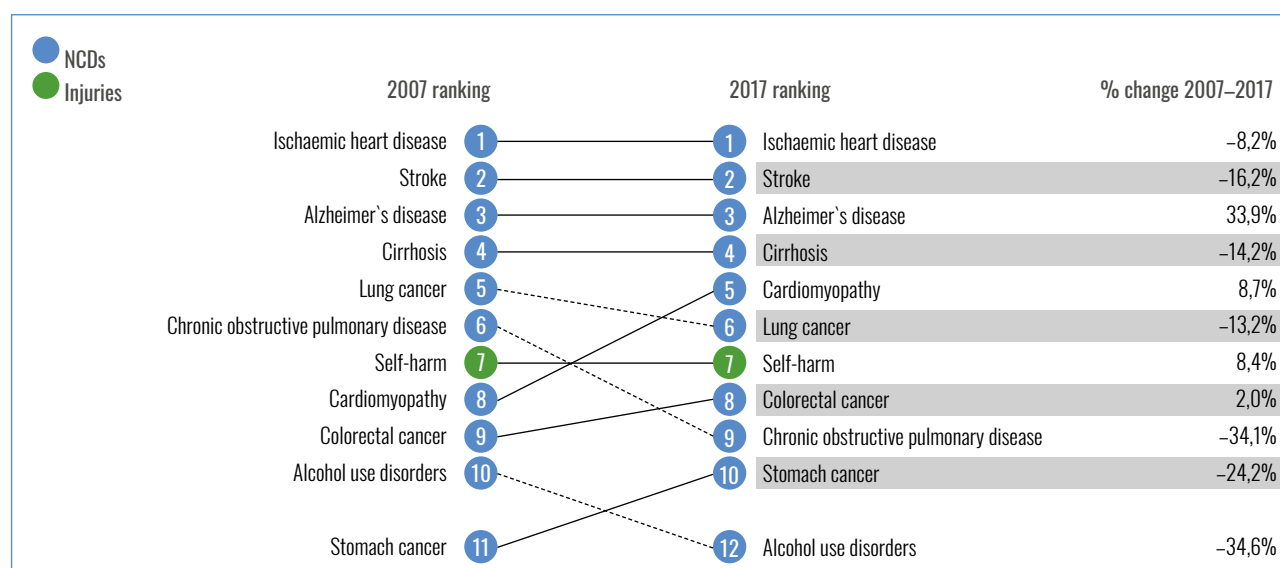 NCDs
Injuries
2007 ranking 2017 ranking % change 2007–2017
Ischaemic heart disease 1 1 Ischaemic heart disease –8,2%
Stroke 2 2 Stroke –16,2%
Alzheimer`s disease 3 3 Alzheimer`s disease 33,9%
Cirrhosis 4 4 Cirrhosis –14,2%
Lung cancer 5 5 Cardiomyopathy 8,7%
Chronic obstructive pulmonary disease 6 6 Lung cancer –13,2%
Self-harm 7 7 Self-harm 8,4%
Cardiomyopathy 8 8 Colorectal cancer 2,0%
Colorectal cancer 9 9 Chronic obstructive pulmonary disease –34,1%
Alcohol use disorders 10 10 Stomach cancer –24,2%
Stomach cancer 11 12 Alcohol use disorders –34,6%